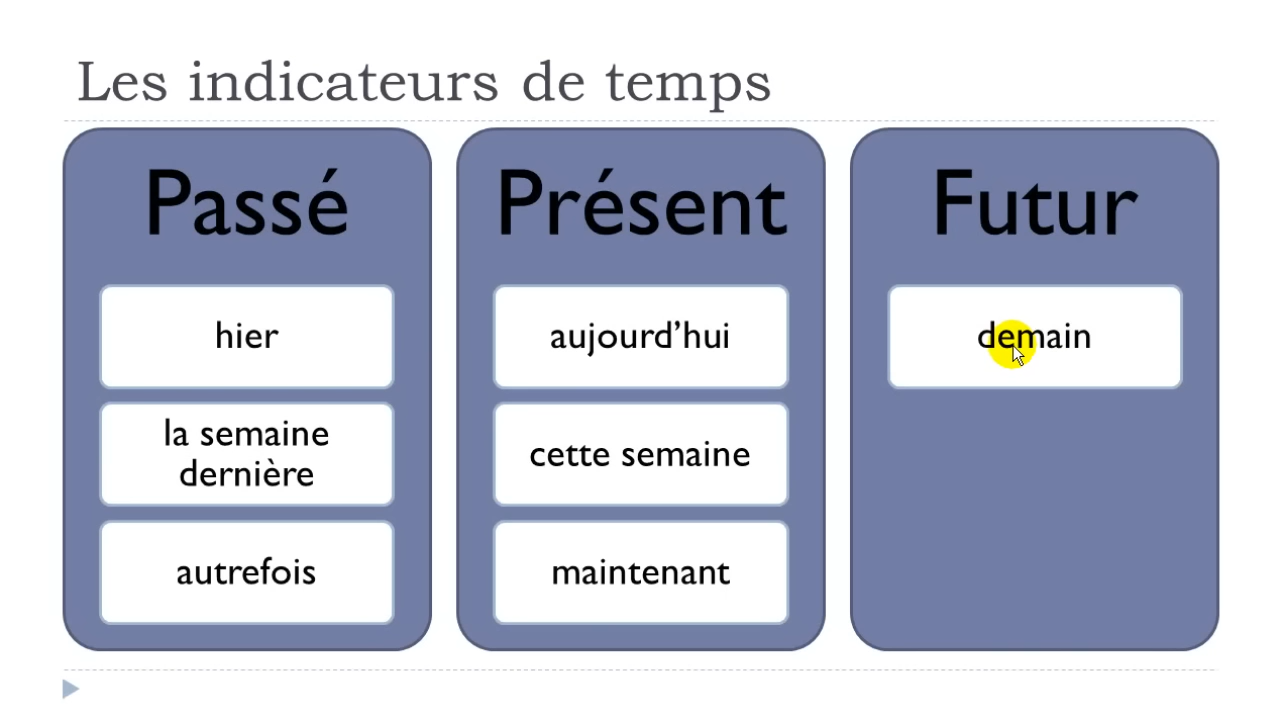 Les indicateurs de temps
Passé
hier
la semaine
dernière
autrefois
Présent
aujourd’hui
cette semaine
maintenant
Futur
demain